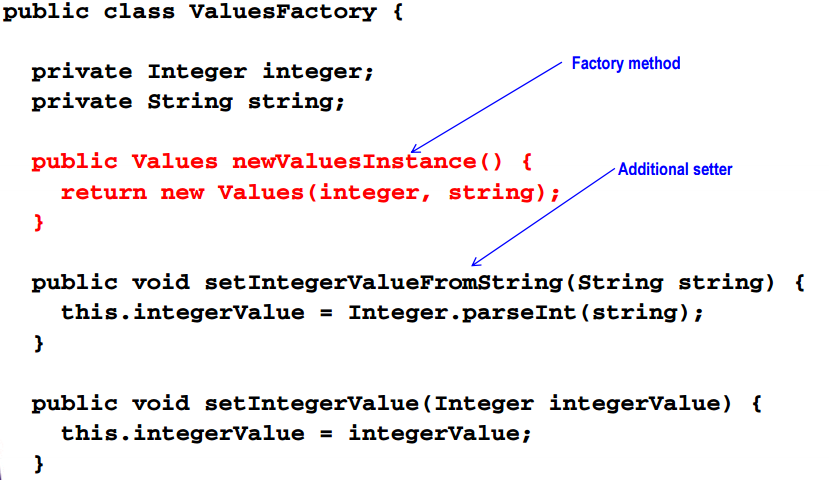 public class ValuesFactory {
private Integer integer;
private String string;
Factory method
public Values newValuesInstance() {
return new Values(integer, string);
}
Additional setter
public void setIntegerValueFromString(String string) {
this.integerValue = Integer.parseInt(string);
}
public void setIntegerValue(Integer integerValue) {
this.integerValue = integerValue;
}